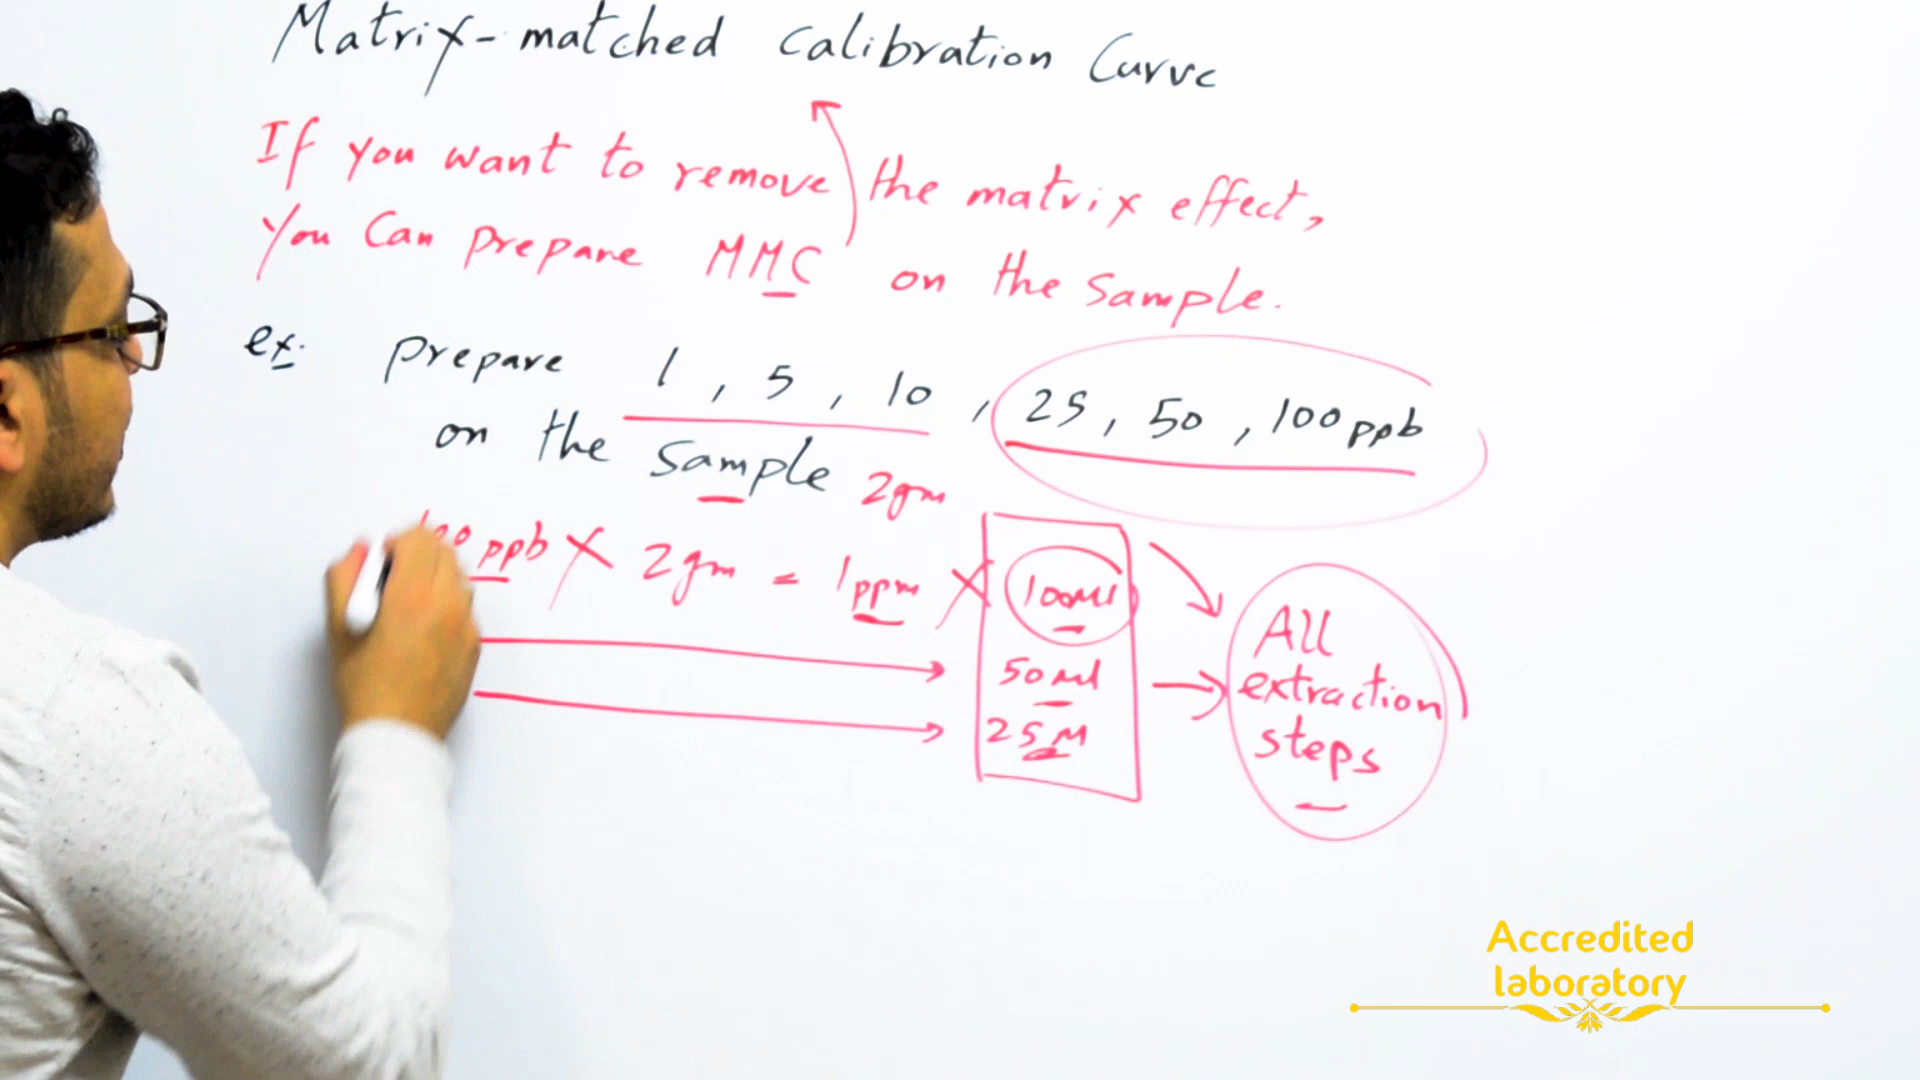 Matrix-matched Calibration Curve
If you want to remove the matrix effect,
You Can prepare MMC on the sample.
ex. prepare 1 , 5 , 10 , 25 , 50 , 100 ppb
on the sample 2gm
ppb X 2gm = 1ppm X 100Ml
50Ml
25M
All
extraction
steps
Accredited
laboratory